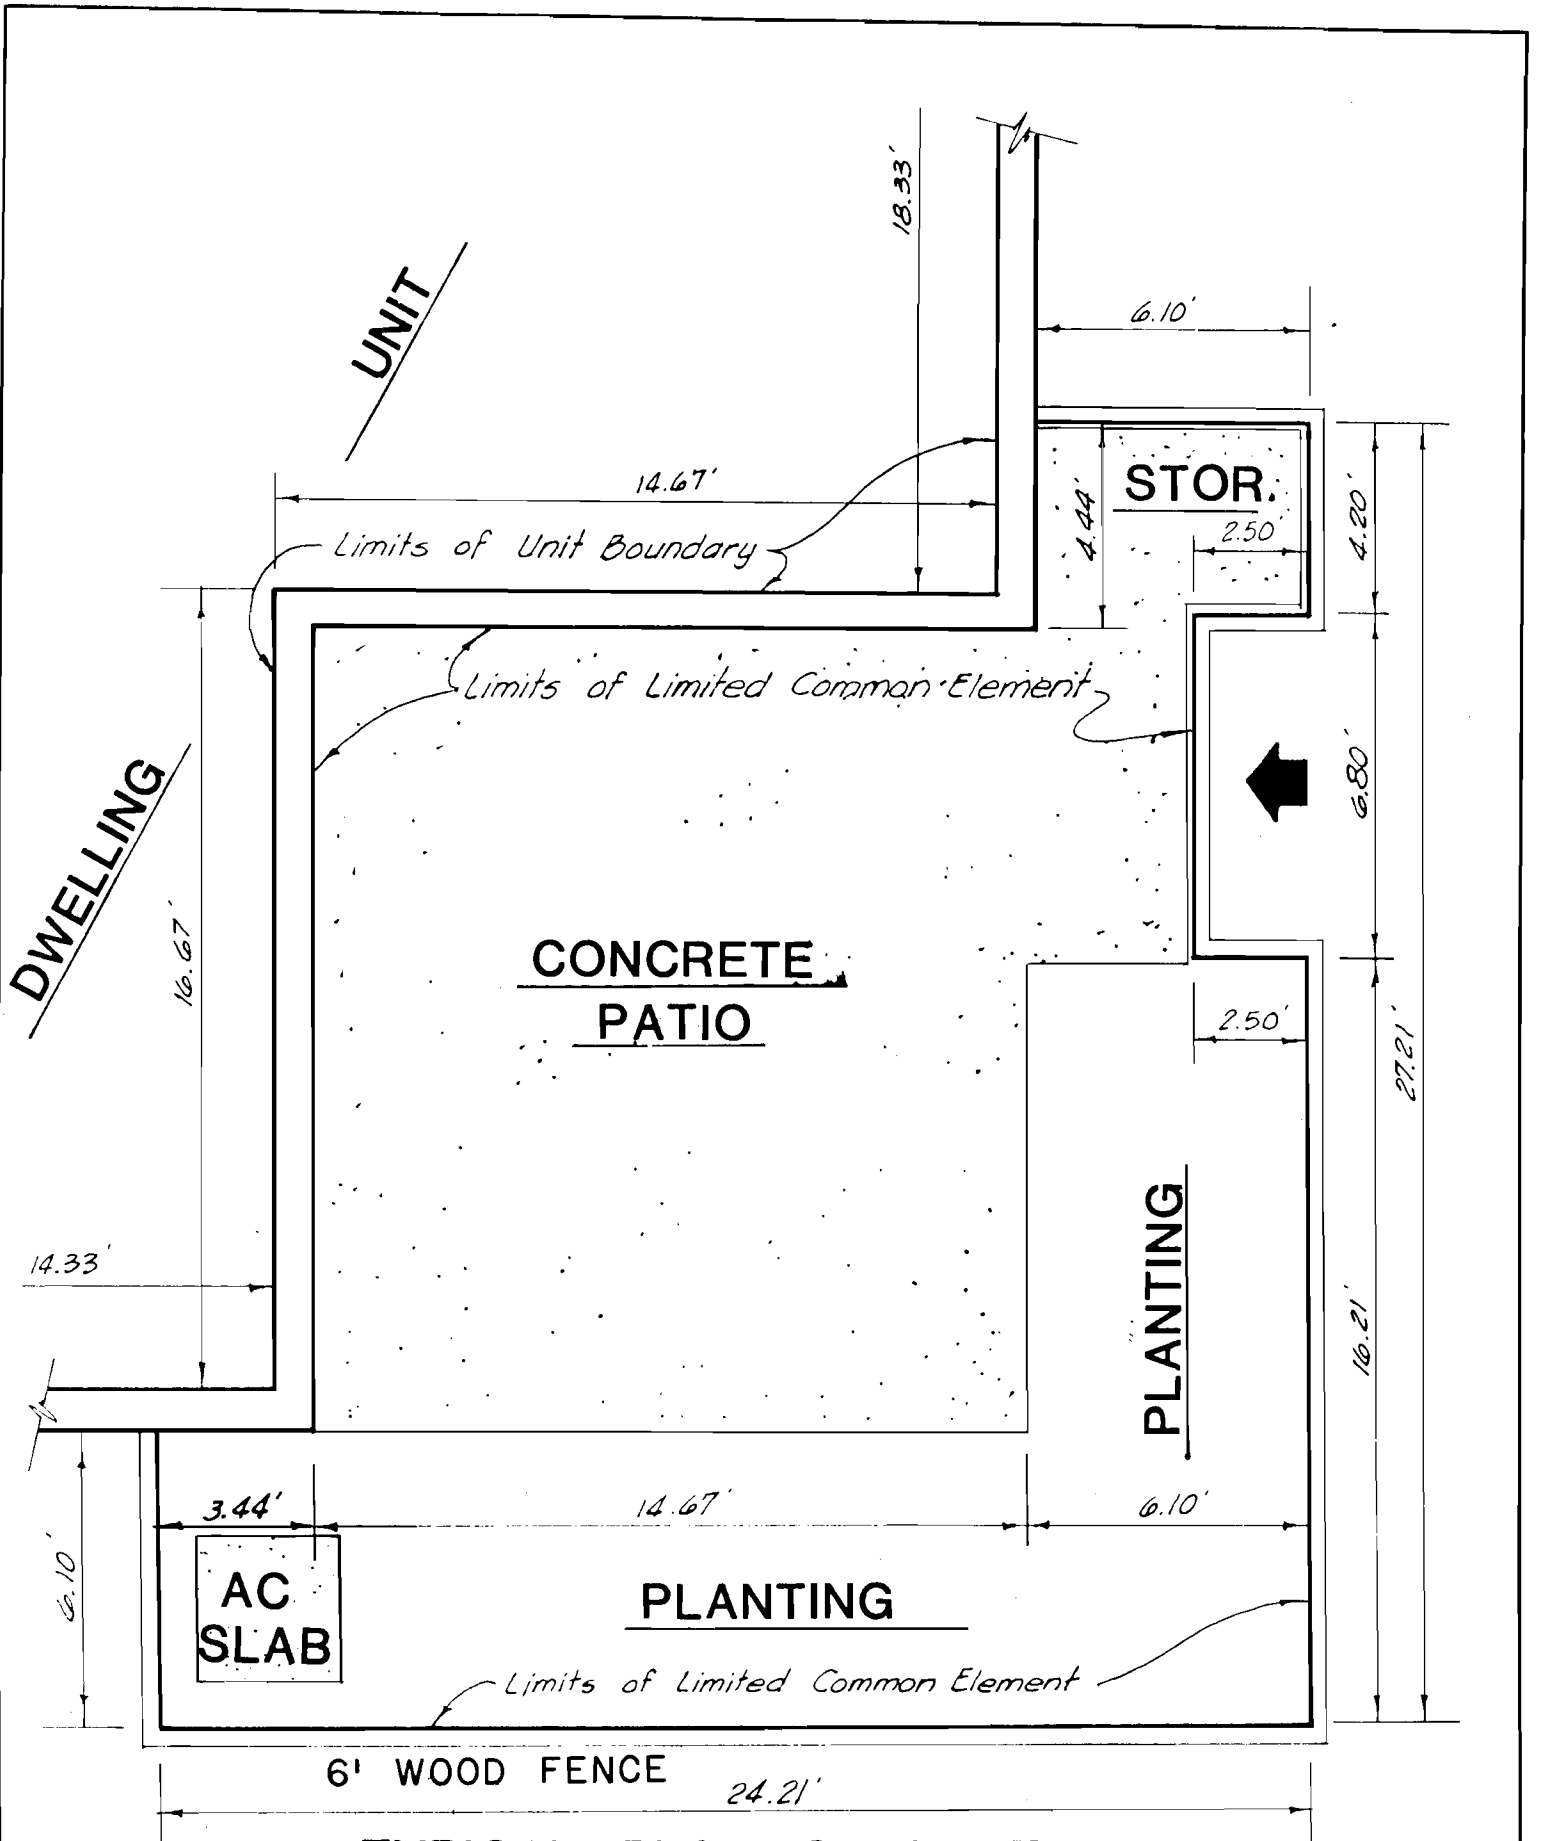 18.33'
UNIT
6.10'
14.67'
STOR.
4.44'
2.50'
4.20'
Limits of Unit Boundary
Limits of Limited Common Element
6.80'
DWELLING
16.67'
CONCRETE
PATIO
2.50'
27.21'
PLANTING
14.33'
16.21'
3.44'
14.67'
6.10'
6.10'
AC
SLAB
PLANTING
Limits of Limited Common Element
6' WOOD FENCE
24.21'